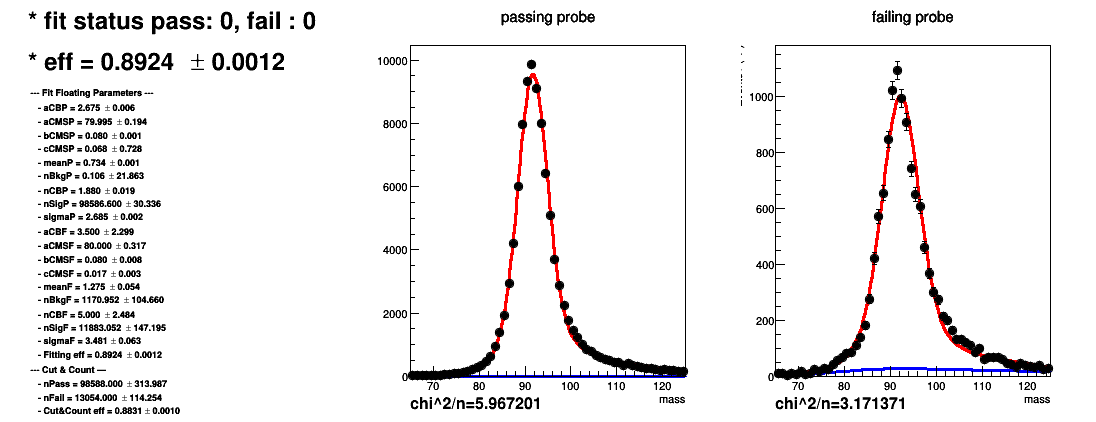 * fit status pass: 0, fail : 0
* eff = 0.8924 ± 0.0012
--- Fit Floating Parameters ---
- aCBP = 2.675 ± 0.006
- aCMSP = 79.995 ± 0.194
- bCMSP = 0.080 ± 0.001
- cCMSP = 0.068 ± 0.728
- meanP = 0.734 ± 0.001
- nBkgP = 0.106 ± 21.863
- nCBP = 1.880 ± 0.019
- nSigP = 98586.600 ± 30.336
- sigmaP = 2.685 ± 0.002
- aCBF = 3.500 ± 2.299
- aCMSF = 80.000 ± 0.317
- bCMSF = 0.080 ± 0.008
- cCMSF = 0.017 ± 0.003
- meanF = 1.275 ± 0.054
- nBkgF = 1170.952 ± 104.660
- nCBF = 5.000 ± 2.484
- nSigF = 11883.052 ± 147.195
- sigmaF = 3.481 ± 0.063
- Fitting eff = 0.8924 ± 0.0012
--- Cut & Count ---
- nPass = 98588.000 ± 313.987
- nFail = 13054.000 ± 114.254
- Cut&Count eff = 0.8831 ± 0.0010
passing probe
10000
8000
6000
4000
2000
0
70 80 90 100 110 120
mass
chi^2/n=5.967201
failing probe
1000
800
600
400
200
0
70 80 90 100 110 120
mass
chi^2/n=3.171371